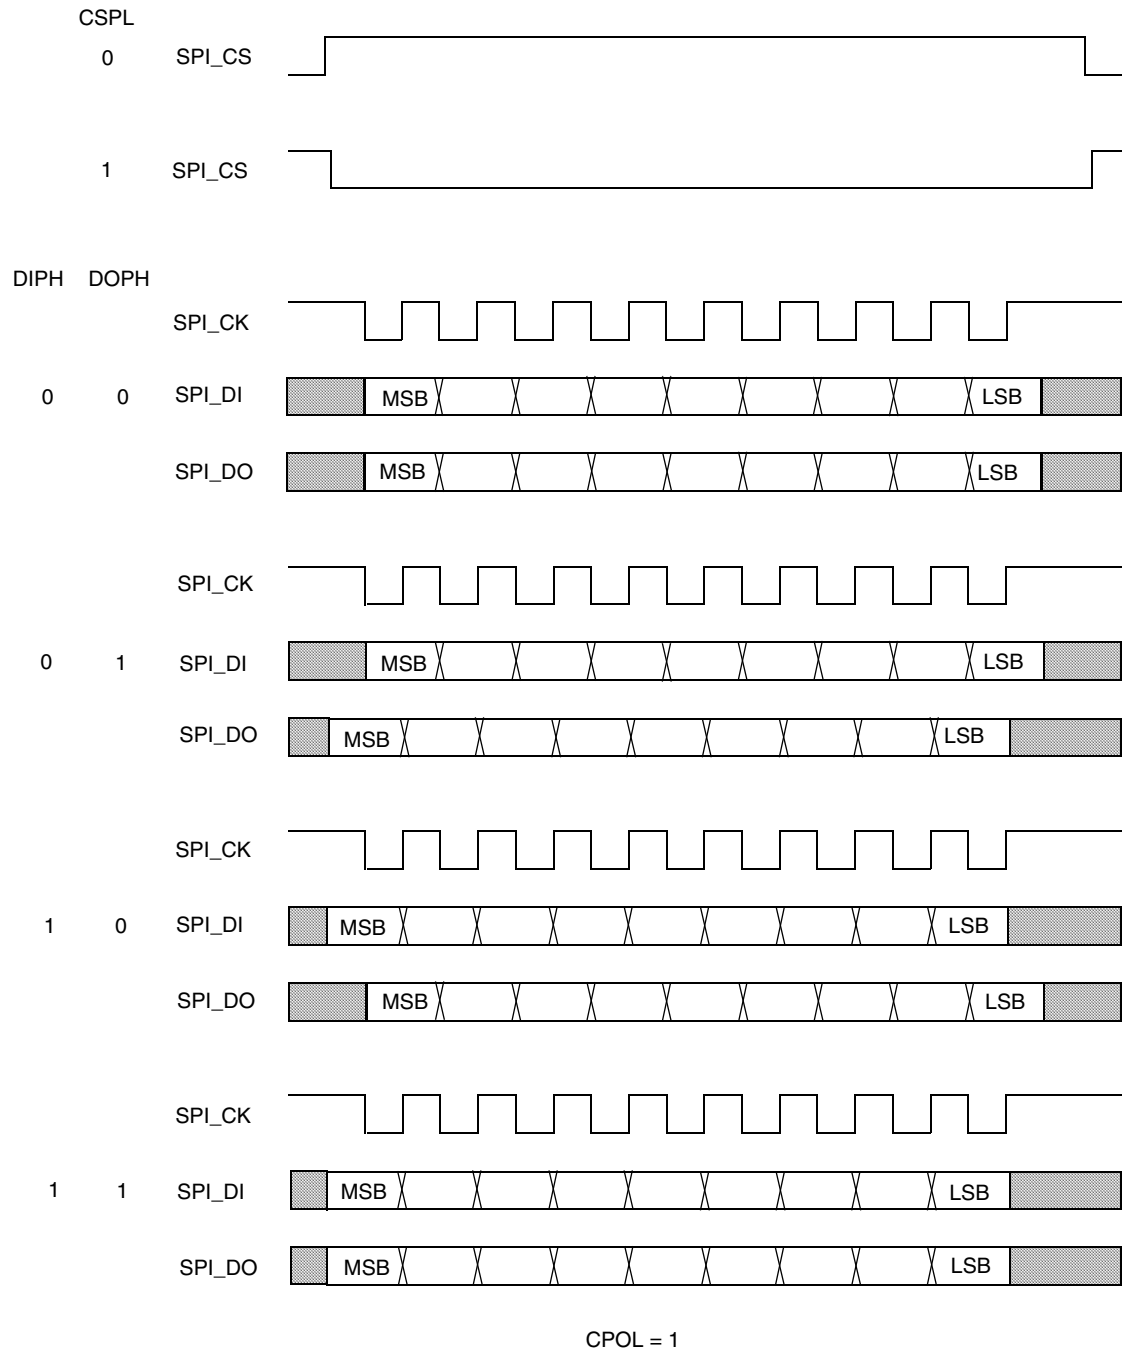 CSPL
0 SPI_CS
1 SPI_CS
DIPH DOPH
SPI_CK
0 0 SPI_DI MSB LSB
SPI_DO MSB LSB
SPI_CK
0 1 SPI_DI MSB LSB
SPI_DO MSB LSB
SPI_CK
1 0 SPI_DI MSB LSB
SPI_DO MSB LSB
SPI_CK
1 1 SPI_DI MSB LSB
SPI_DO MSB LSB
CPOL = 1